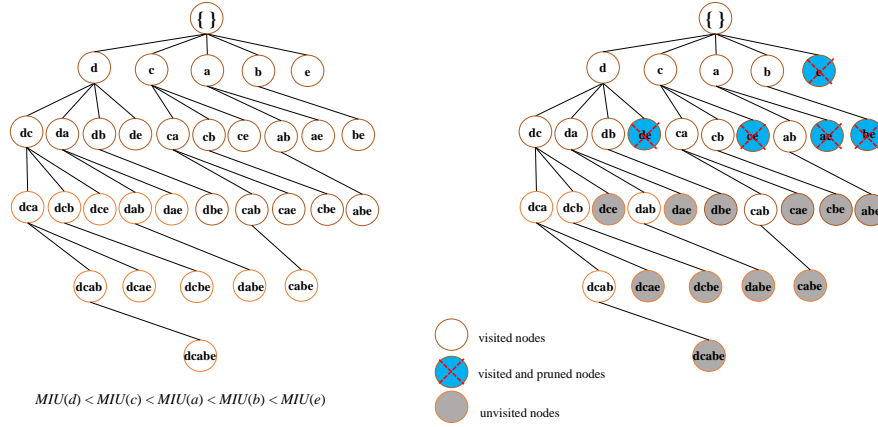 { } { }
d c a b e d c a b e
dc da db de ca cb ce ab ae be dc da db de ca cb ce ab ae be
dca dcb dce dab dae dbe cab cae cbe abe dca dcb dce dab dae dbe cab cae cbe abe
dcab dcae dcbe dabe cabe dcab dcae dcbe dabe cabe
dcabe dcabe
visited nodes
visited and pruned nodes
unvisited nodes
MIU(d) < MIU(c) < MIU(a) < MIU(b) < MIU(e)